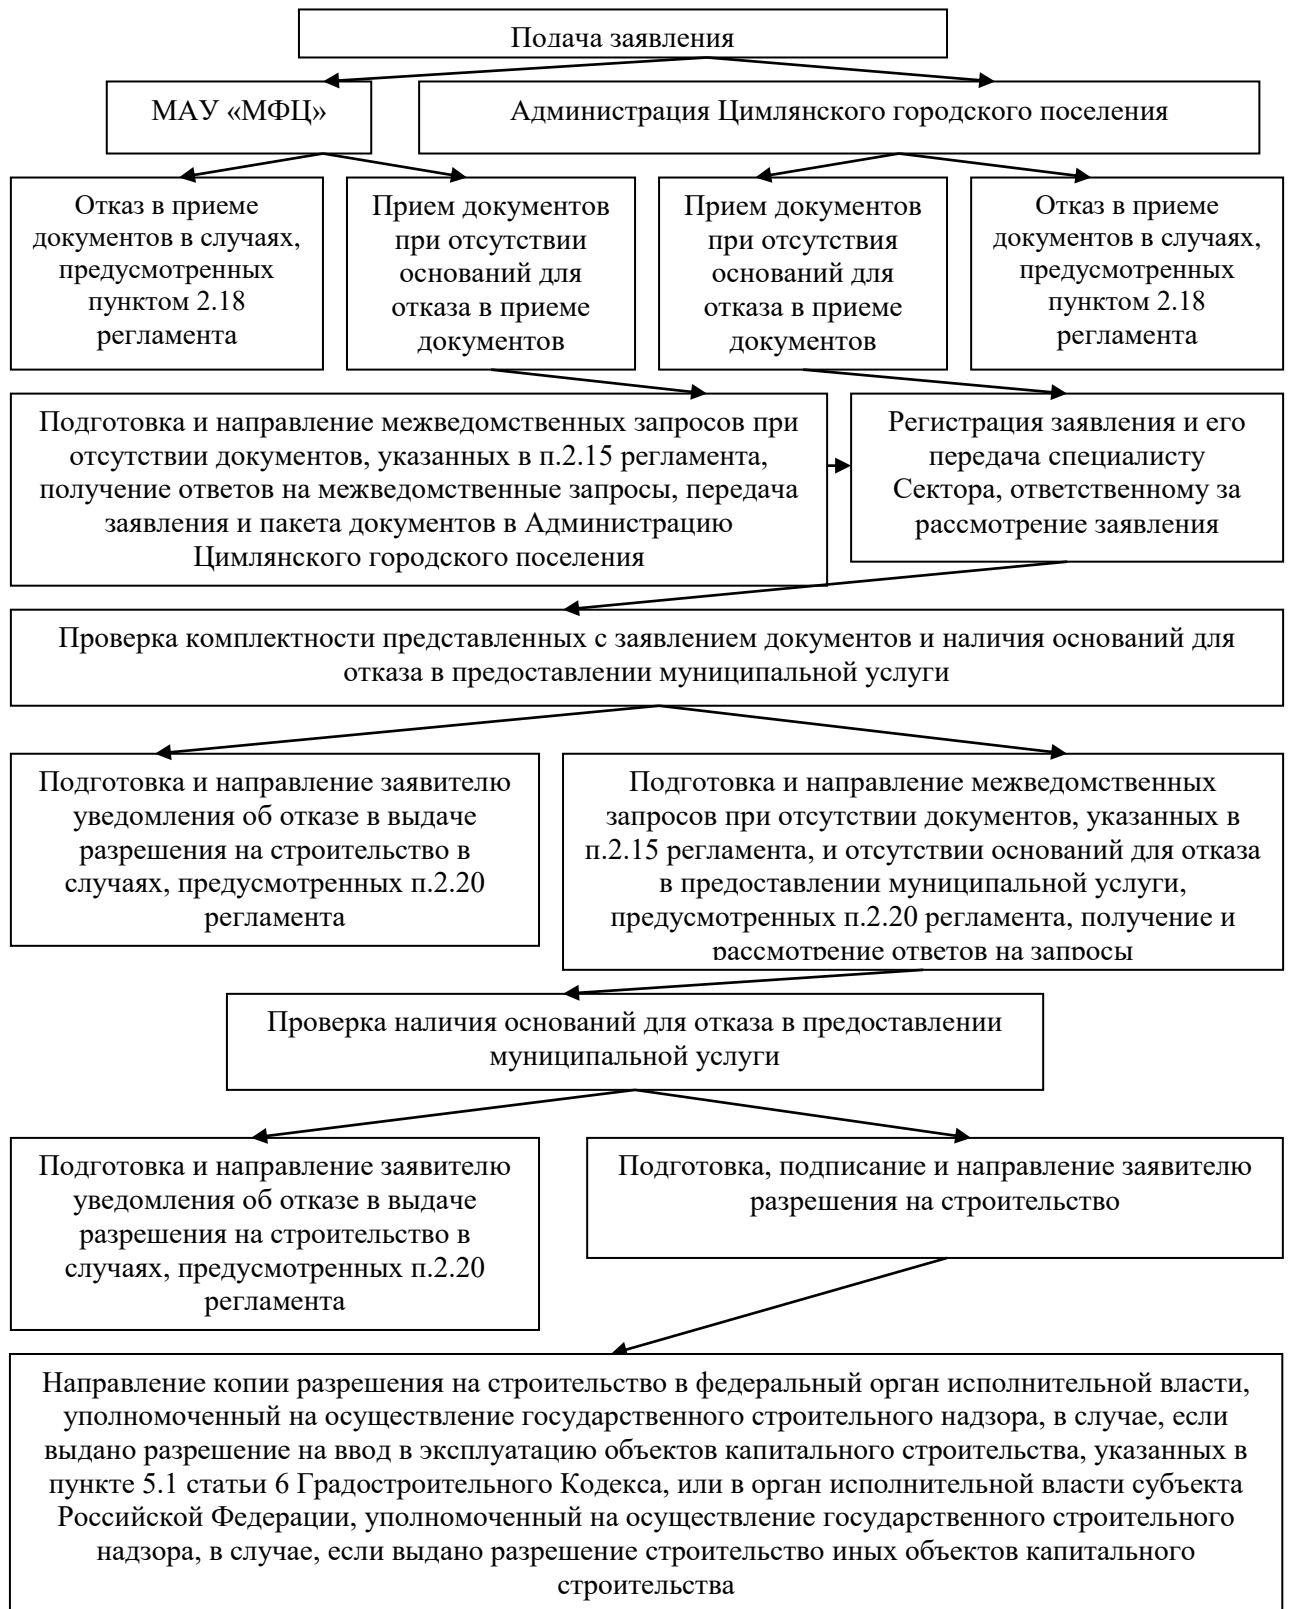 Подача заявления
МАУ «МФЦ»
Администрация Цимлянского городского поселения
Отказ в приеме
документов в случаях,
предусмотренных
пунктом 2.18
регламента
Прием документов
при отсутствии
оснований для
отказа в приеме
документов
Прием документов
при отсутствия
оснований для
отказа в приеме
документов
Отказ в приеме
документов в случаях,
предусмотренных
пунктом 2.18
регламента
Подготовка и направление межведомственных запросов при
отсутствии документов, указанных в п.2.15 регламента,
получение ответов на межведомственные запросы, передача
заявления и пакета документов в Администрацию
Цимлянского городского поселения
Регистрация заявления и его
передача специалисту
Сектора, ответственному за
рассмотрение заявления
Проверка комплектности представленных с заявлением документов и наличия оснований для
отказа в предоставлении муниципальной услуги
Подготовка и направление заявителю
уведомления об отказе в выдаче
разрешения на строительство в
случаях, предусмотренных п.2.20
регламента
Подготовка и направление межведомственных
запросов при отсутствии документов, указанных в
п.2.15 регламента, и отсутствии оснований для отказа
в предоставлении муниципальной услуги,
предусмотренных п.2.20 регламента, получение и
рассмотрение ответов на запросы
Проверка наличия оснований для отказа в предоставлении
муниципальной услуги
Подготовка и направление заявителю
уведомления об отказе в выдаче
разрешения на строительство в
случаях, предусмотренных п.2.20
регламента
Подготовка, подписание и направление заявителю
разрешения на строительство
Направление копии разрешения на строительство в федеральный орган исполнительной власти,
уполномоченный на осуществление государственного строительного надзора, в случае, если
выдано разрешение на ввод в эксплуатацию объектов капитального строительства, указанных в
пункте 5.1 статьи 6 Градостроительного Кодекса, или в орган исполнительной власти субъекта
Российской Федерации, уполномоченный на осуществление государственного строительного
надзора, в случае, если выдано разрешение строительство иных объектов капитального
строительства